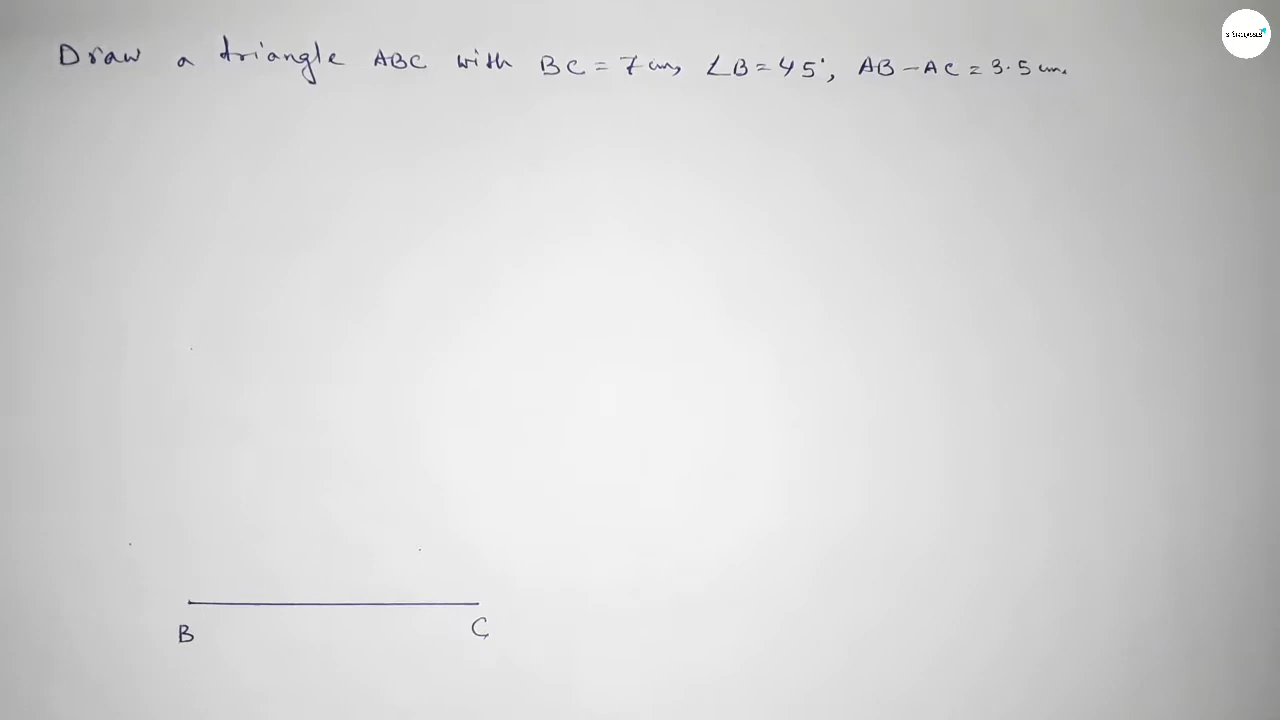 Draw a triangle ABC with BC = 7 cm, ∠B = 45°, AB - AC = 3.5 cm.
B C